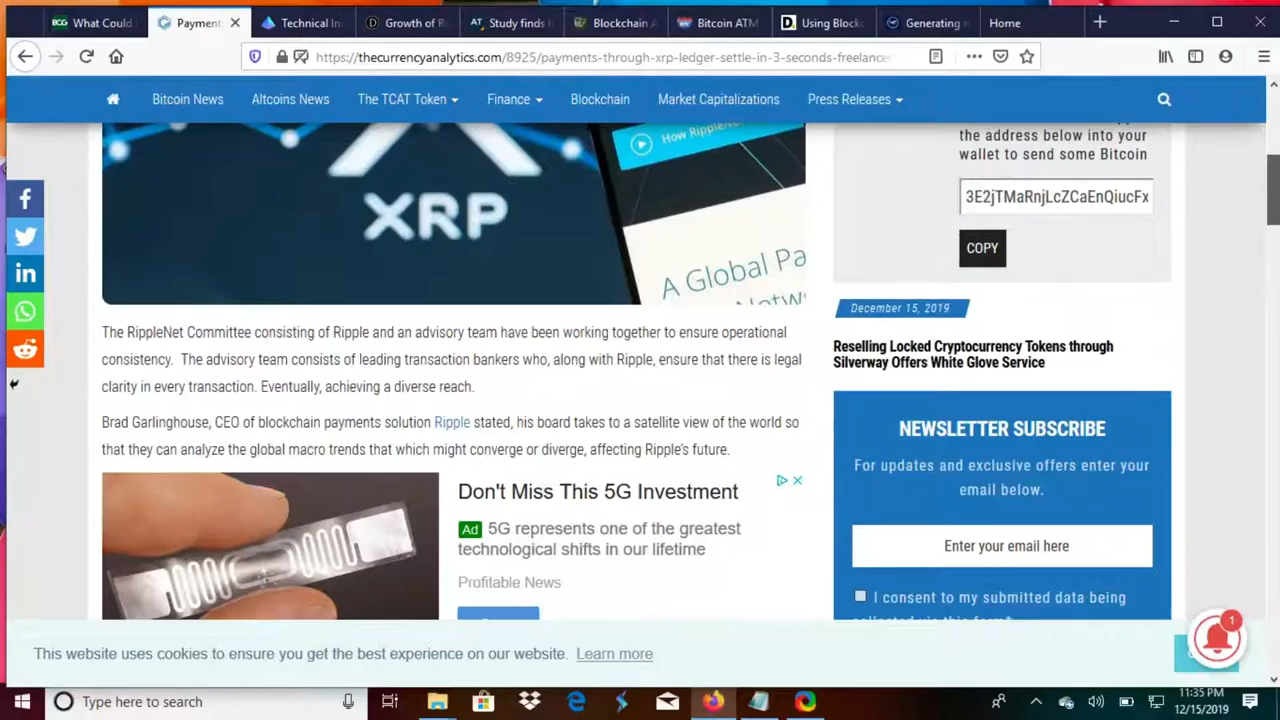 What Could
Payment
Technical In
Growth of Ri
Study finds
Blockchain A
Bitcoin ATM
Using Block
Generating
Home
https://thecurrencyanalytics.com/8925/payments-through-xrp-ledger-settle-in-3-seconds-freelance
Bitcoin News
Altcoins News
The TCAT Token
Finance
Blockchain
Market Capitalizations
Press Releases
XRP
How RippleNet
A Global Pa
the address below into your
wallet to send some Bitcoin
3E2jTMaRnjLcZCaEnQiucFx
COPY
December 15, 2019
Reselling Locked Cryptocurrency Tokens through
Silverway Offers White Glove Service
The RippleNet Committee consisting of Ripple and an advisory team have been working together to ensure operational
consistency. The advisory team consists of leading transaction bankers who, along with Ripple, ensure that there is legal
clarity in every transaction. Eventually, achieving a diverse reach.
Brad Garlinghouse, CEO of blockchain payments solution Ripple stated, his board takes to a satellite view of the world so
that they can analyze the global macro trends that which might converge or diverge, affecting Ripple's future.
Don't Miss This 5G Investment
Ad 5G represents one of the greatest
technological shifts in our lifetime
Profitable News
NEWSLETTER SUBSCRIBE
For updates and exclusive offers enter your
email below.
Enter your email here
I consent to my submitted data being
This website uses cookies to ensure you get the best experience on our website. Learn more
1
Type here to search
11:35 PM
12/15/2019